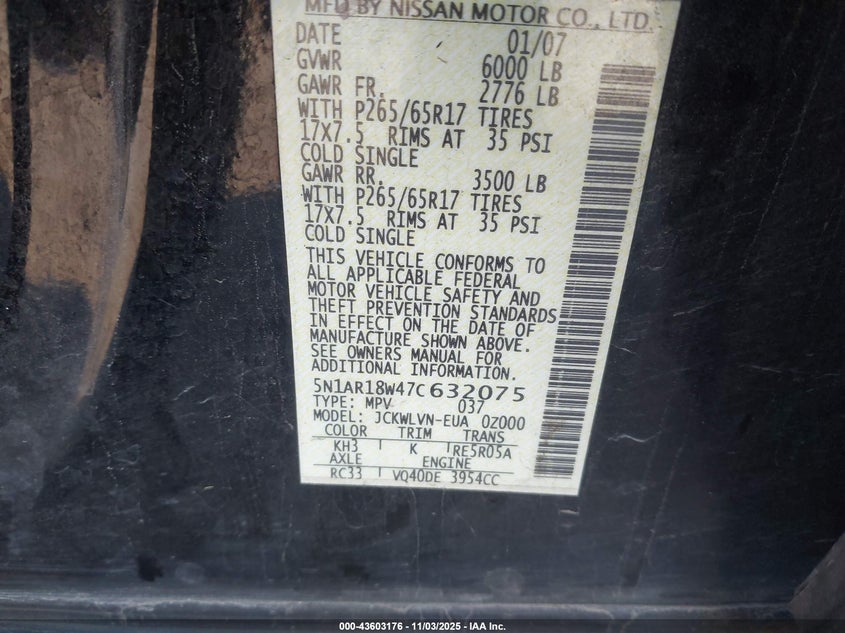 MFD BY NISSAN MOTOR CO., LTD.
DATE 01/07
GVWR 6000 LB
GAWR FR. 2776 LB
WITH P265/65R17 TIRES
17X7.5 RIMS AT 35 PSI
COLD SINGLE
GAWR RR. 3500 LB
WITH P265/65R17 TIRES
17X7.5 RIMS AT 35 PSI
COLD SINGLE
THIS VEHICLE CONFORMS TO
ALL APPLICABLE FEDERAL
MOTOR VEHICLE SAFETY AND
THEFT PREVENTION STANDARDS
IN EFFECT ON THE DATE OF
MANUFACTURE SHOWN ABOVE.
SEE OWNERS MANUAL FOR
ADDITIONAL INFORMATION.
5N1AR18W47C632075
TYPE: MPV 037
MODEL: JCKWLVN-EUA 0Z000
COLOR TRIM TRANS
KH3 K RE5R05A
AXLE ENGINE
RC33 VQ40DE 3954CC
000-43603176 - 11/03/2025 - IAA Inc.